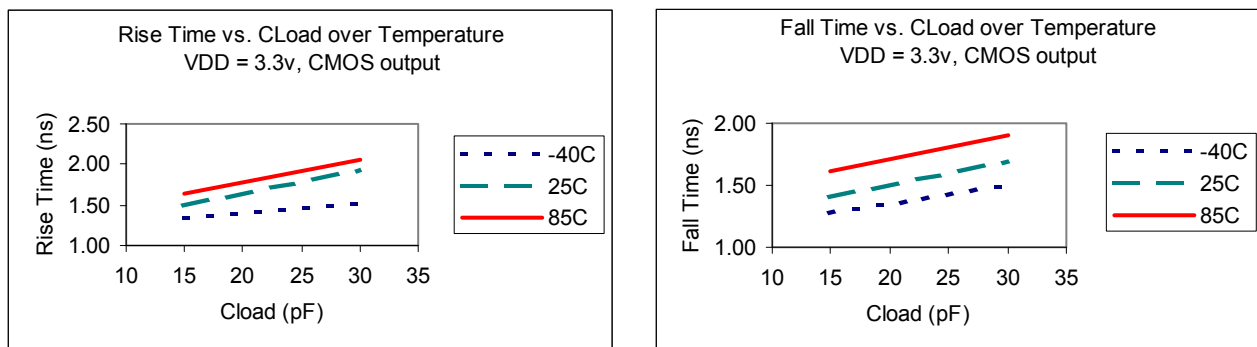 Rise Time vs. CLoad over Temperature
VDD = 3.3v, CMOS output
Rise Time (ns)
2.50
2.00
1.50
1.00
10 15 20 25 30 35
Cload (pF)
-40C
25C
85C
Fall Time vs. CLoad over Temperature
VDD = 3.3v, CMOS output
Fall Time (ns)
2.00
1.50
1.00
10 15 20 25 30 35
Cload (pF)
-40C
25C
85C